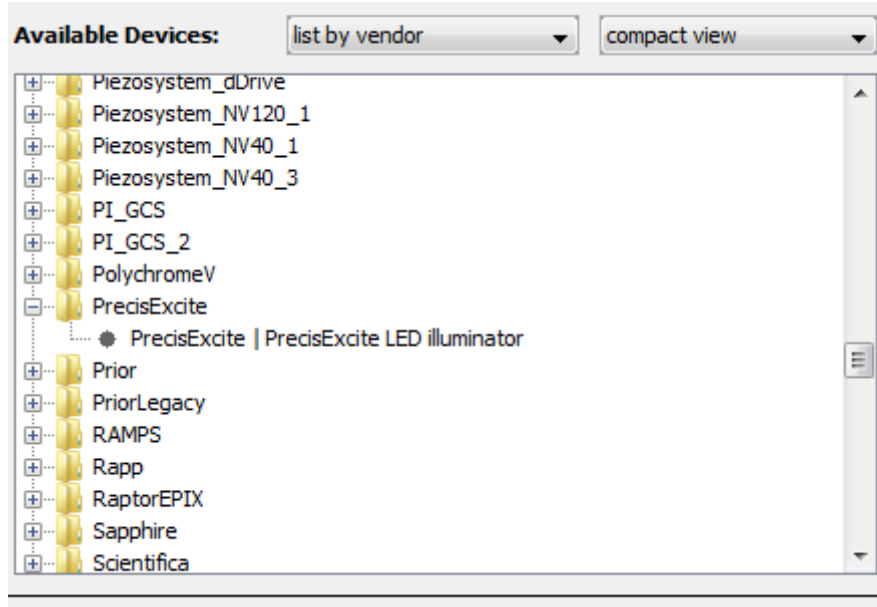 Available Devices: list by vendor compact view
Piezosystem_dDrive
Piezosystem_NV120_1
Piezosystem_NV40_1
Piezosystem_NV40_3
PI_GCS
PI_GCS_2
PolychromeV
PrecisExcite
PrecisExcite | PrecisExcite LED illuminator
Prior
PriorLegacy
RAMPS
Rapp
RaptorEPIX
Sapphire
Scientifica